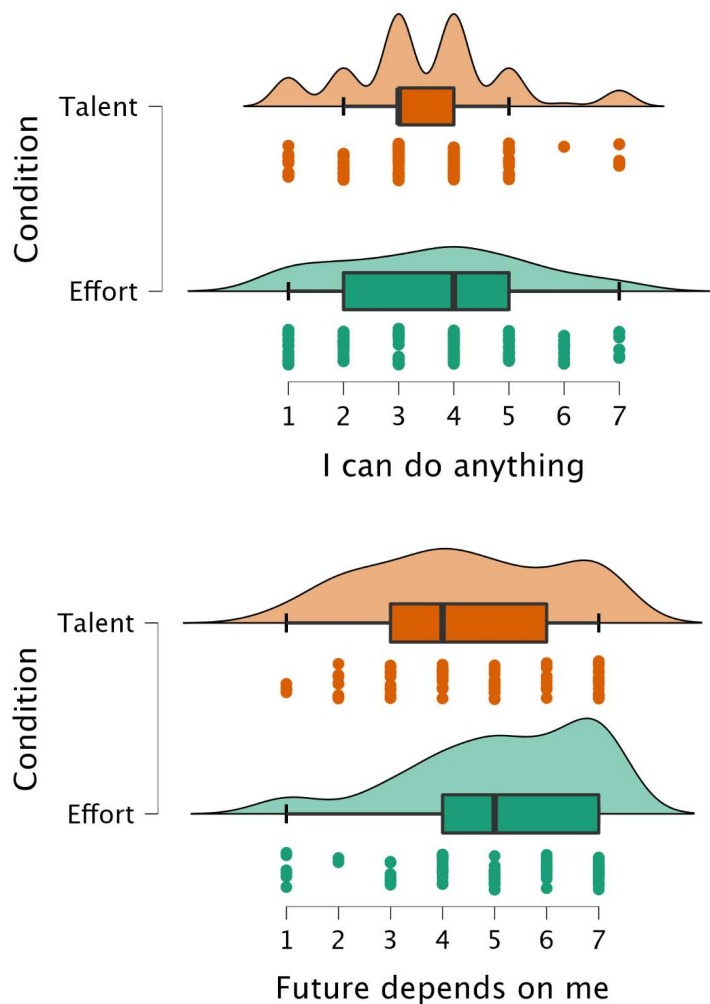 Condition
Talent
Effort
1 2 3 4 5 6 7
I can do anything
Condition
Talent
Effort
1 2 3 4 5 6 7
Future depends on me